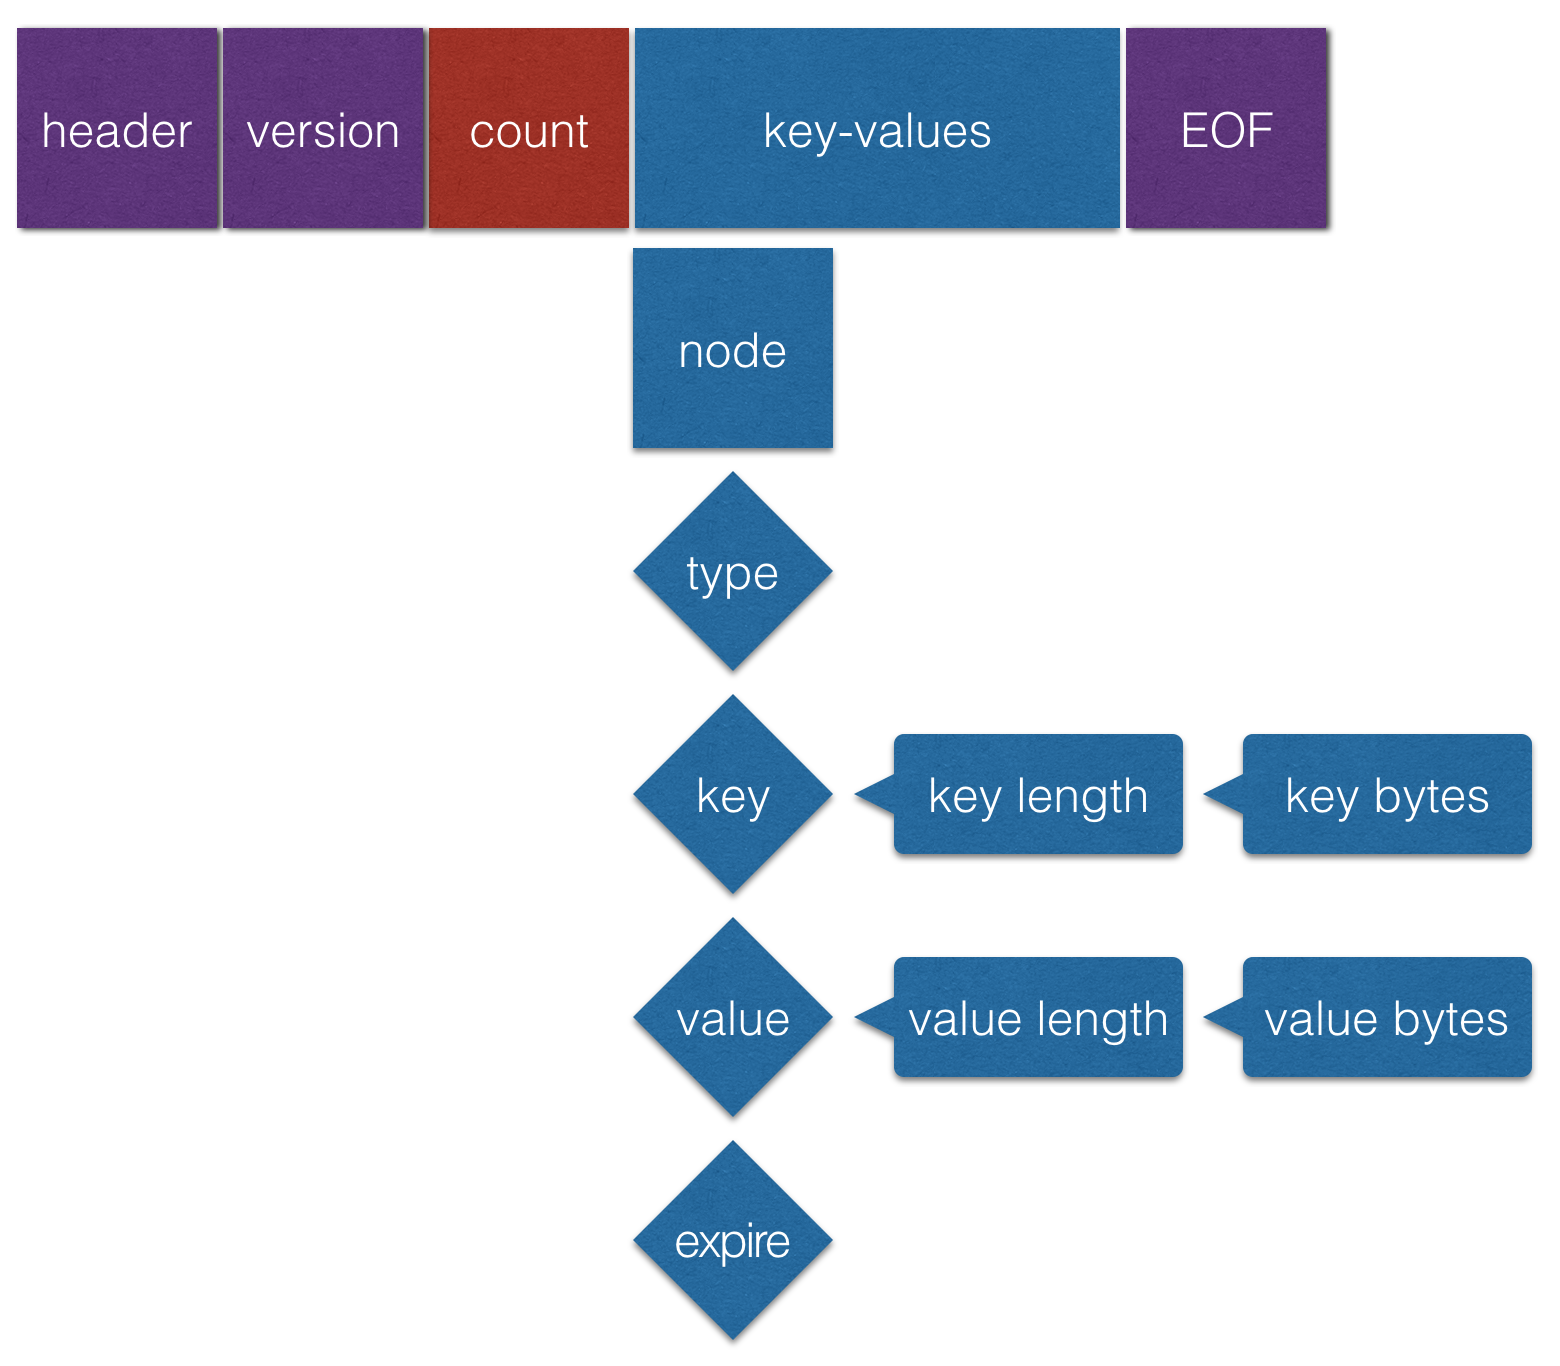 header
version
count
key-values
EOF
node
type
key
key length
key bytes
value
value length
value bytes
expire